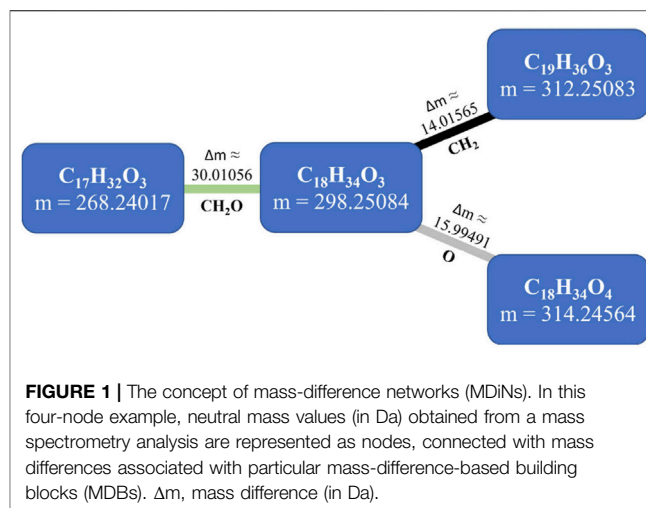 C₁₉H₃₆O₃
m = 312.25083
Δm ≈
14.01565
CH₂
C₁₇H₃₂O₃
m = 268.24017
Δm ≈
30.01056
CH₂O
C₁₈H₃₄O₃
m = 298.25084
Δm ≈
15.99491
O
C₁₈H₃₄O₄
m = 314.24564
FIGURE 1 | The concept of mass-difference networks (MDiNs). In this
four-node example, neutral mass values (in Da) obtained from a mass
spectrometry analysis are represented as nodes, connected with mass
differences associated with particular mass-difference-based building
blocks (MDBs). Δm, mass difference (in Da).